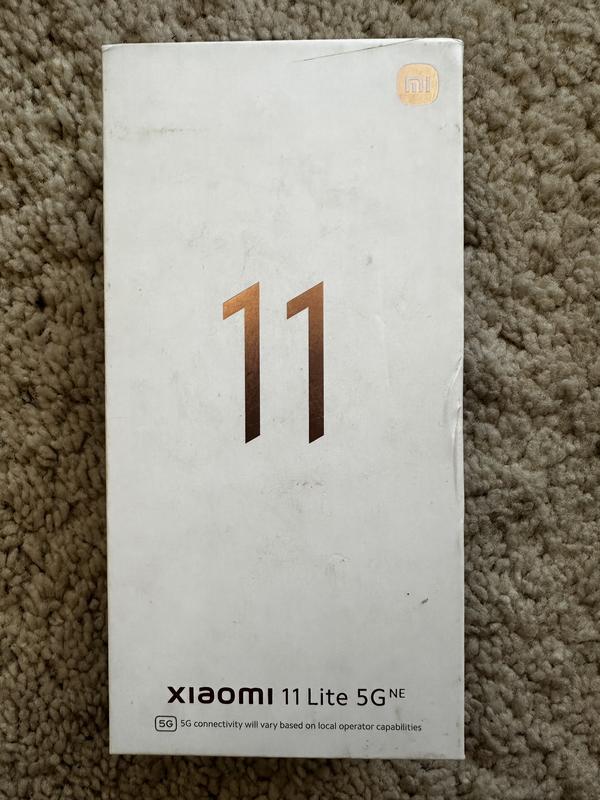 mi
11
xiaomi 11 Lite 5G NE
5G 5G connectivity will vary based on local operator capabilities